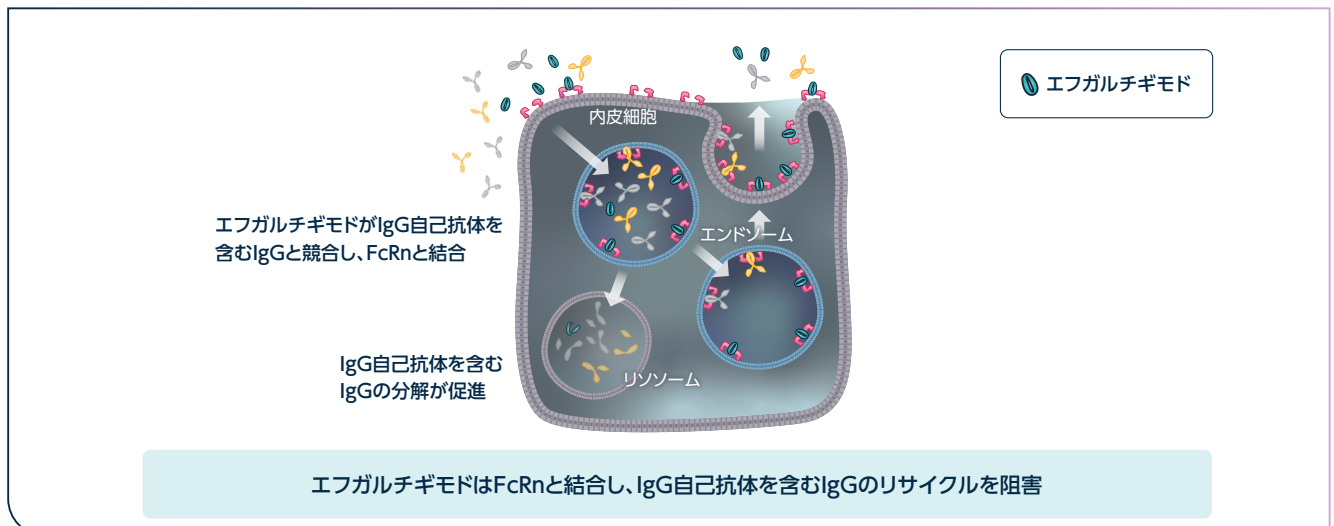 エフガルチギモド
内皮細胞
エフガルチギモドがIgG自己抗体を
含むIgGと競合し、FcRnと結合
エンドソーム
IgG自己抗体を含む
IgGの分解が促進
リソソーム
エフガルチギモドはFcRnと結合し、IgG自己抗体を含むIgGのリサイクルを阻害